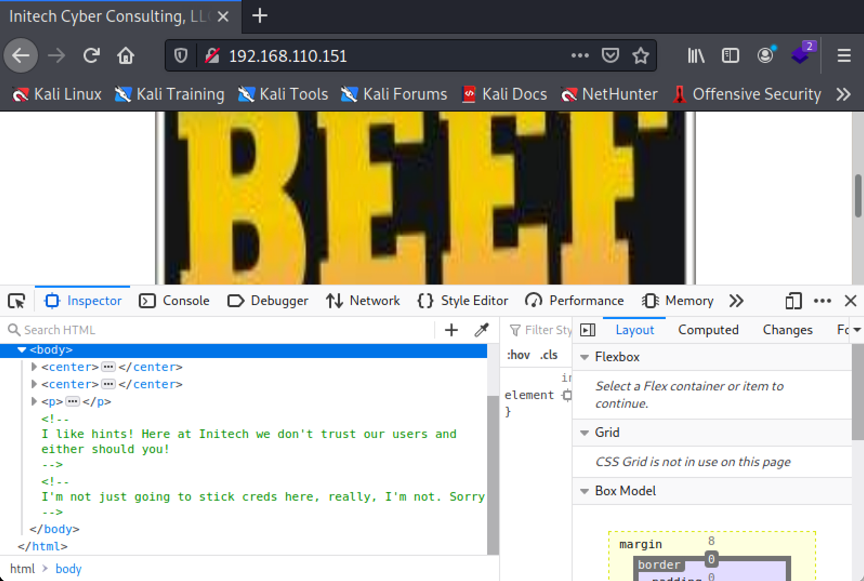 Initech Cyber Consulting, LL
192.168.110.151
2
Kali Linux Kali Training Kali Tools Kali Forums Kali Docs NetHunter Offensive Security
BEEF
Inspector Console Debugger Network Style Editor Performance Memory
Search HTML
Filter Sty
Layout Computed Changes Fo
<body>
:hov .cls
Flexbox
<center> </center>
<center> </center>
<p> </p>
element
}
Select a Flex container or item to
continue.
<!--
I like hints! Here at Initech we don't trust our users and
either should you!
-->
Grid
CSS Grid is not in use on this page
<!--
I'm not just going to stick creds here, really, I'm not. Sorry
-->
Box Model
</body>
</html>
margin 8
border 0
padding 0
html > body